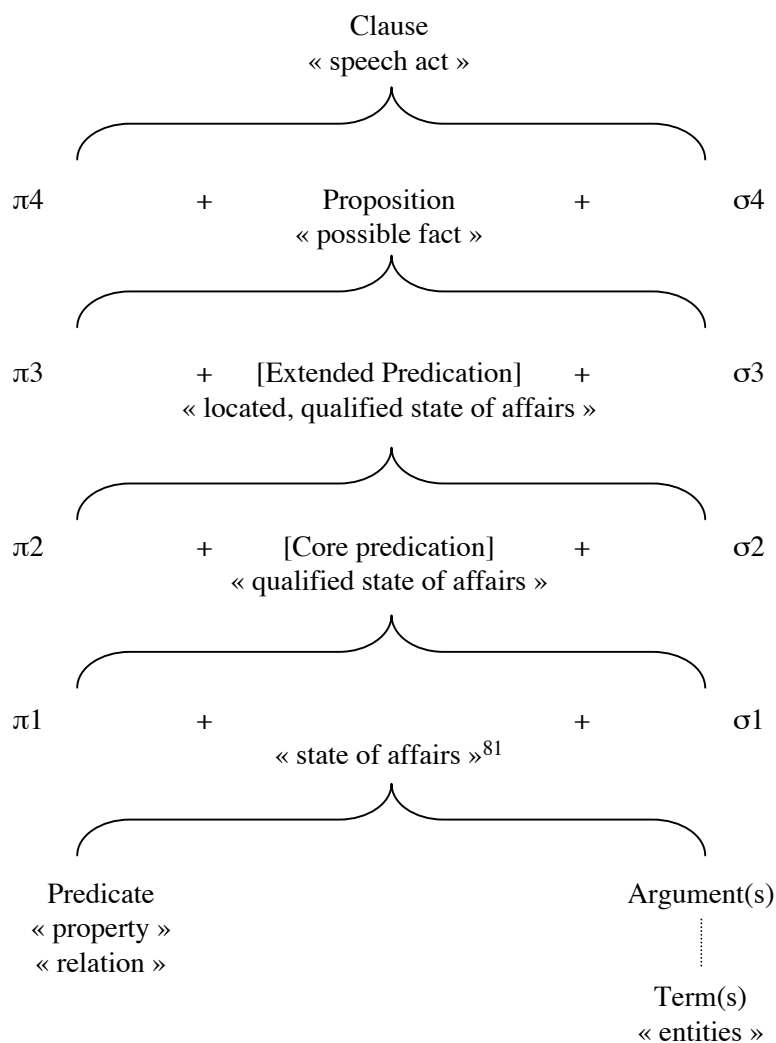 Clause
« speech act »
π4 + Proposition + σ4
« possible fact »
π3 + [Extended Predication] + σ3
« located, qualified state of affairs »
π2 + [Core predication] + σ2
« qualified state of affairs »
π1 + + σ1
« state of affairs »81
Predicate Argument(s)
« property »
« relation »
Term(s)
« entities »